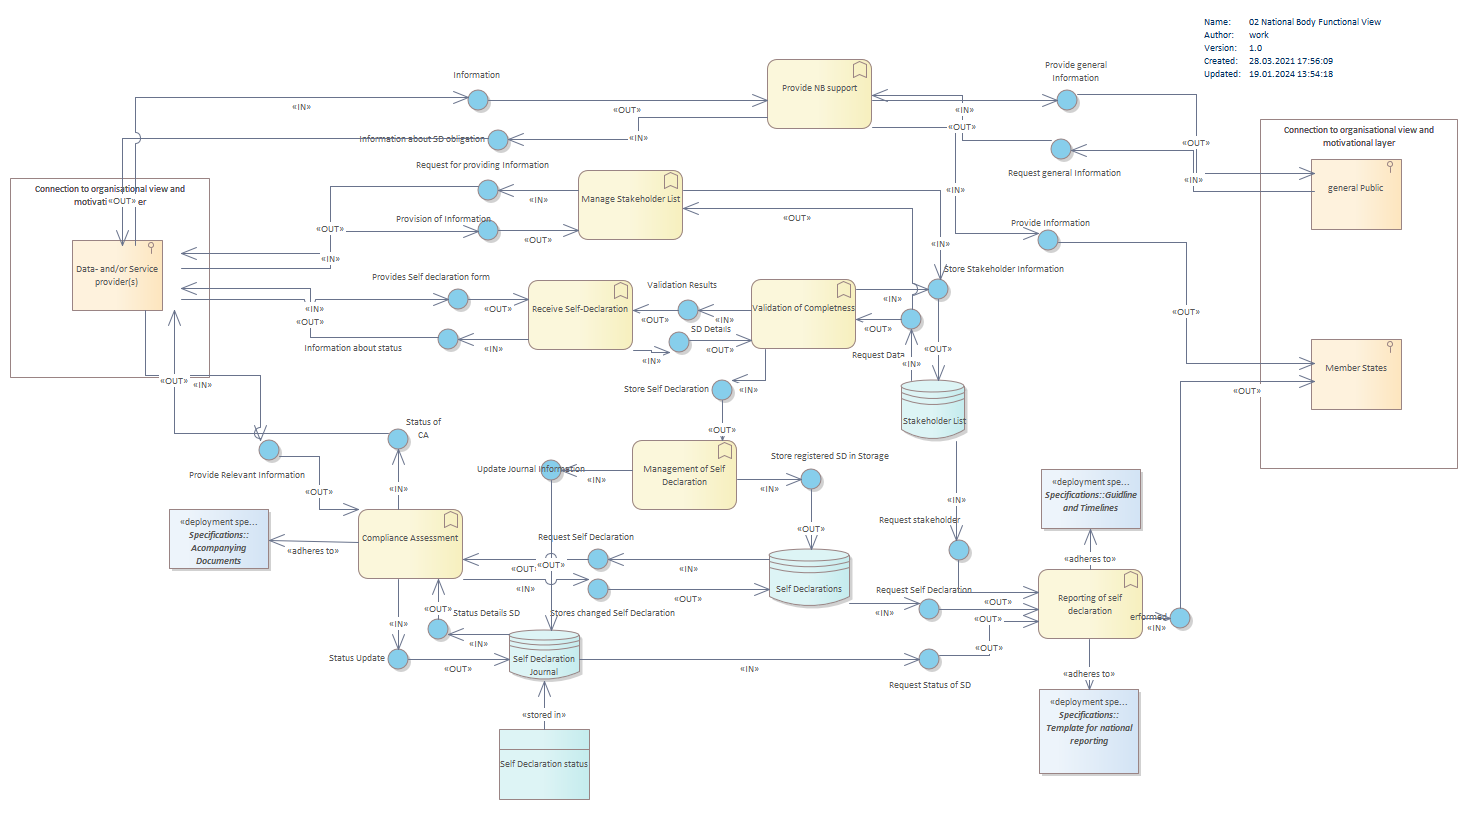 Name: 02 National Body Functional View
Author: work
Version: 1.0
Created: 28.03.2021 17:56:09
Updated: 19.01.2024 13:54:18
Information
Provide NB support
Provide general
Information
«IN»
«OUT»
«IN»
«OUT»
«IN»
Information about SD obligation
«OUT»
Request general Information
«IN»
Connection to organisational view and
motivational layer
general Public
Request for providing Information
Connection to organisational view and
motivati
er
«OUT»
Manage Stakeholder List
«IN»
«IN»
Provision of Information
«OUT»
«OUT»
«OUT»
«IN»
Provide Information
«IN»
Data- and/or Service
provider(s)
Provides Self declaration form
Validation Results
Store Stakeholder Information
Receive Self-Declaration
Validation of Completness
«IN»
«OUT»
«OUT»
«OUT»
«IN»
«IN»
«OUT»
«OUT»
SD Details
Information about status
«IN»
«IN»
«OUT»
Request Data
«IN»
«OUT»
Member States
«OUT»
«OUT»
«IN»
Store Self Declaration
«IN»
Stakeholder List
Status of
CA
«OUT»
Provide Relevant Information
«OUT»
«IN»
Update Journal Information
«IN»
Management of Self
Declaration
Store registered SD in Storage
«IN»
«IN»
Request stakeholder
«deployment spe...
Specifications::Guidline
and Timelines
«deployment spe...
Specifications::
Acompanying
Documents
«adheres to»
Compliance Assessment
Request Self Declaration
«OUT»
«OUT»
«OUT»
«IN»
«IN»
«OUT»
Self Declarations
«adheres to»
Request Self Declaration
«IN»
«OUT»
«OUT»
«OUT»
Reporting of self
declaration
erformed
«IN»
«OUT»
Status Details SD
Stores changed Self Declaration
«IN»
«IN»
Status Update
«OUT»
Self Declaration
Journal
«IN»
Request Status of SD
«adheres to»
«deployment spe...
Specifications::
Template for national
reporting
«stored in»
Self Declaration status